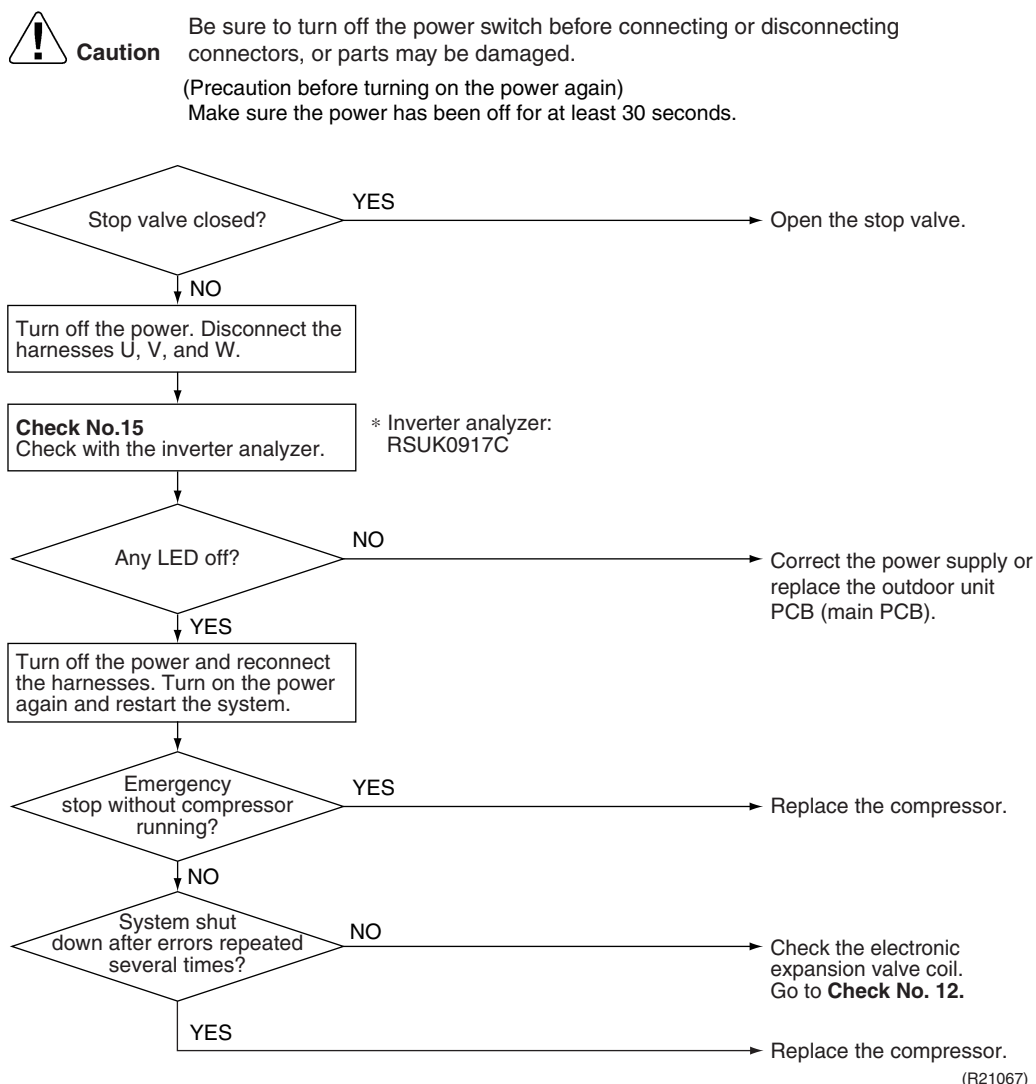 Caution
Be sure to turn off the power switch before connecting or disconnecting
connectors, or parts may be damaged.
(Precaution before turning on the power again)
Make sure the power has been off for at least 30 seconds.
Stop valve closed?
YES
Open the stop valve.
NO
Turn off the power. Disconnect the
harnesses U, V, and W.
Check No.15
Check with the inverter analyzer.
* Inverter analyzer:
RSUK0917C
Any LED off?
NO
Correct the power supply or
replace the outdoor unit
PCB (main PCB).
YES
Turn off the power and reconnect
the harnesses. Turn on the power
again and restart the system.
Emergency
stop without compressor
running?
YES
Replace the compressor.
NO
System shut
down after errors repeated
several times?
NO
Check the electronic
expansion valve coil.
Go to Check No. 12.
YES
Replace the compressor.
(R21067)